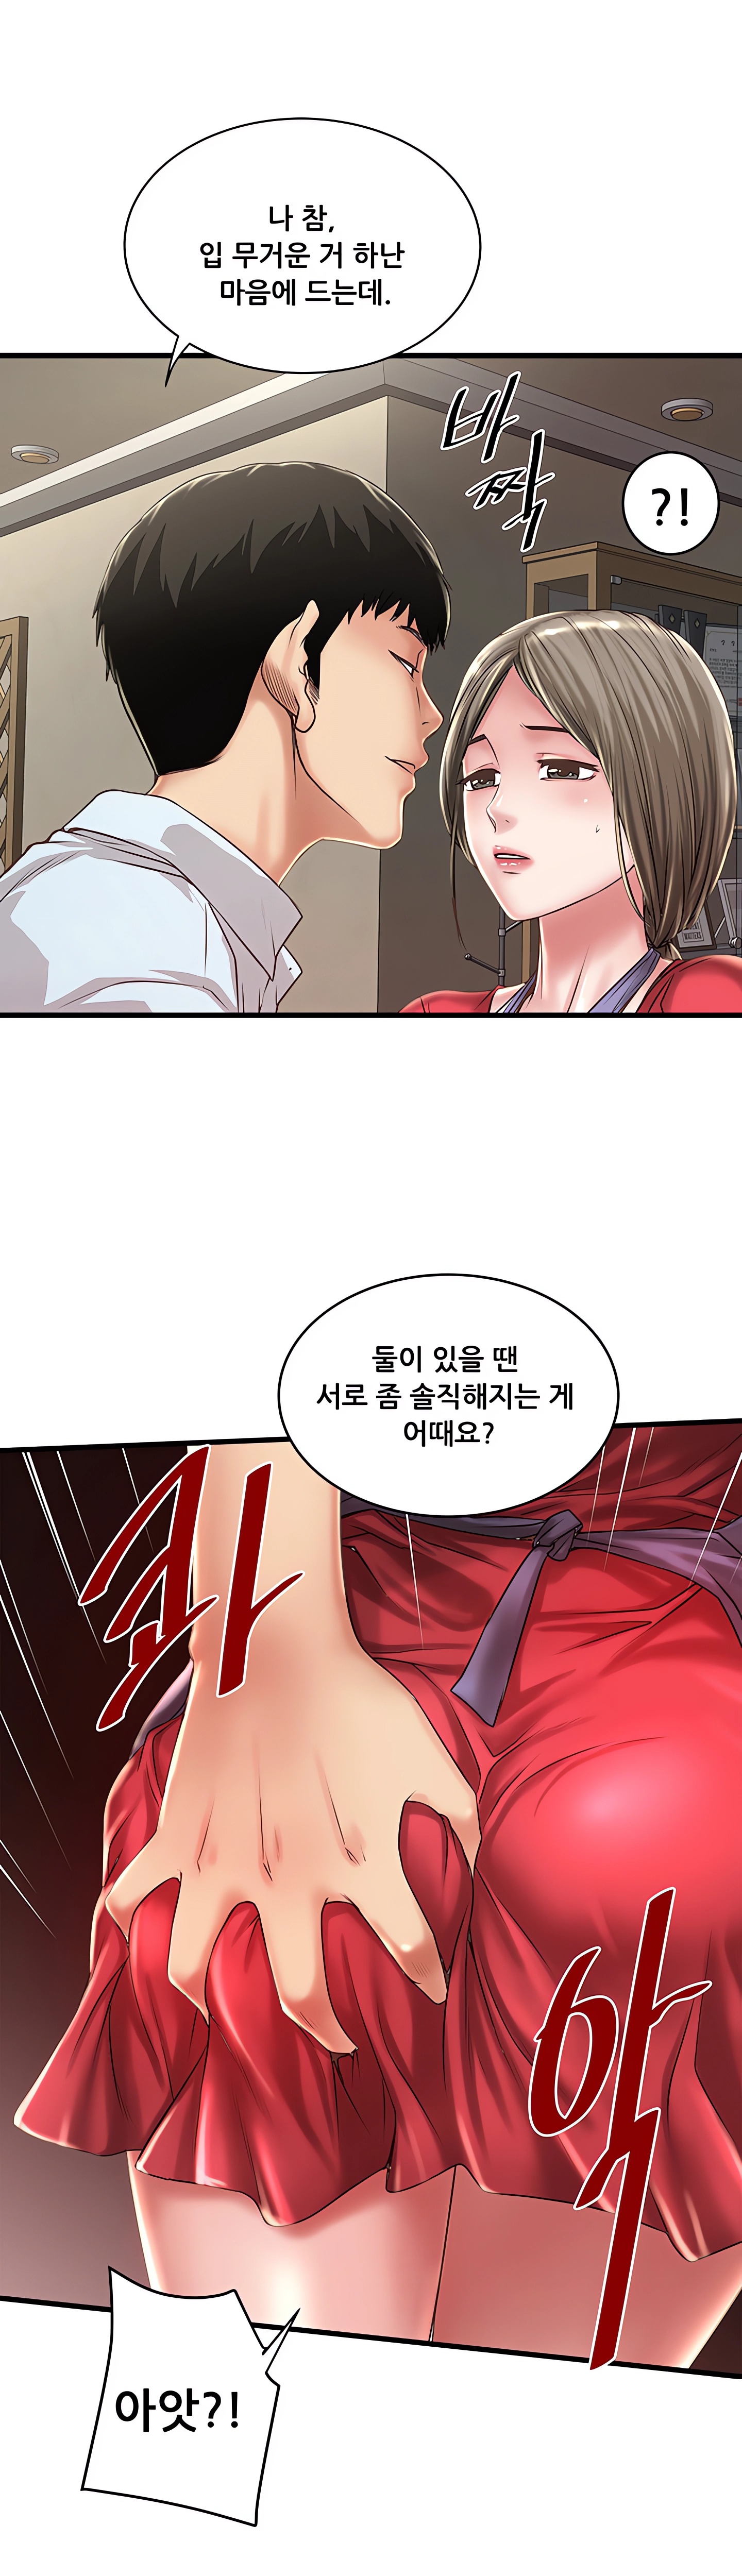 나 참,
입 무거운 거 하난
마음에 드는데.
바
짝
?!
둘이 있을 땐
서로 좀 솔직해지는 게
어때요?
콰
악
아앗?!